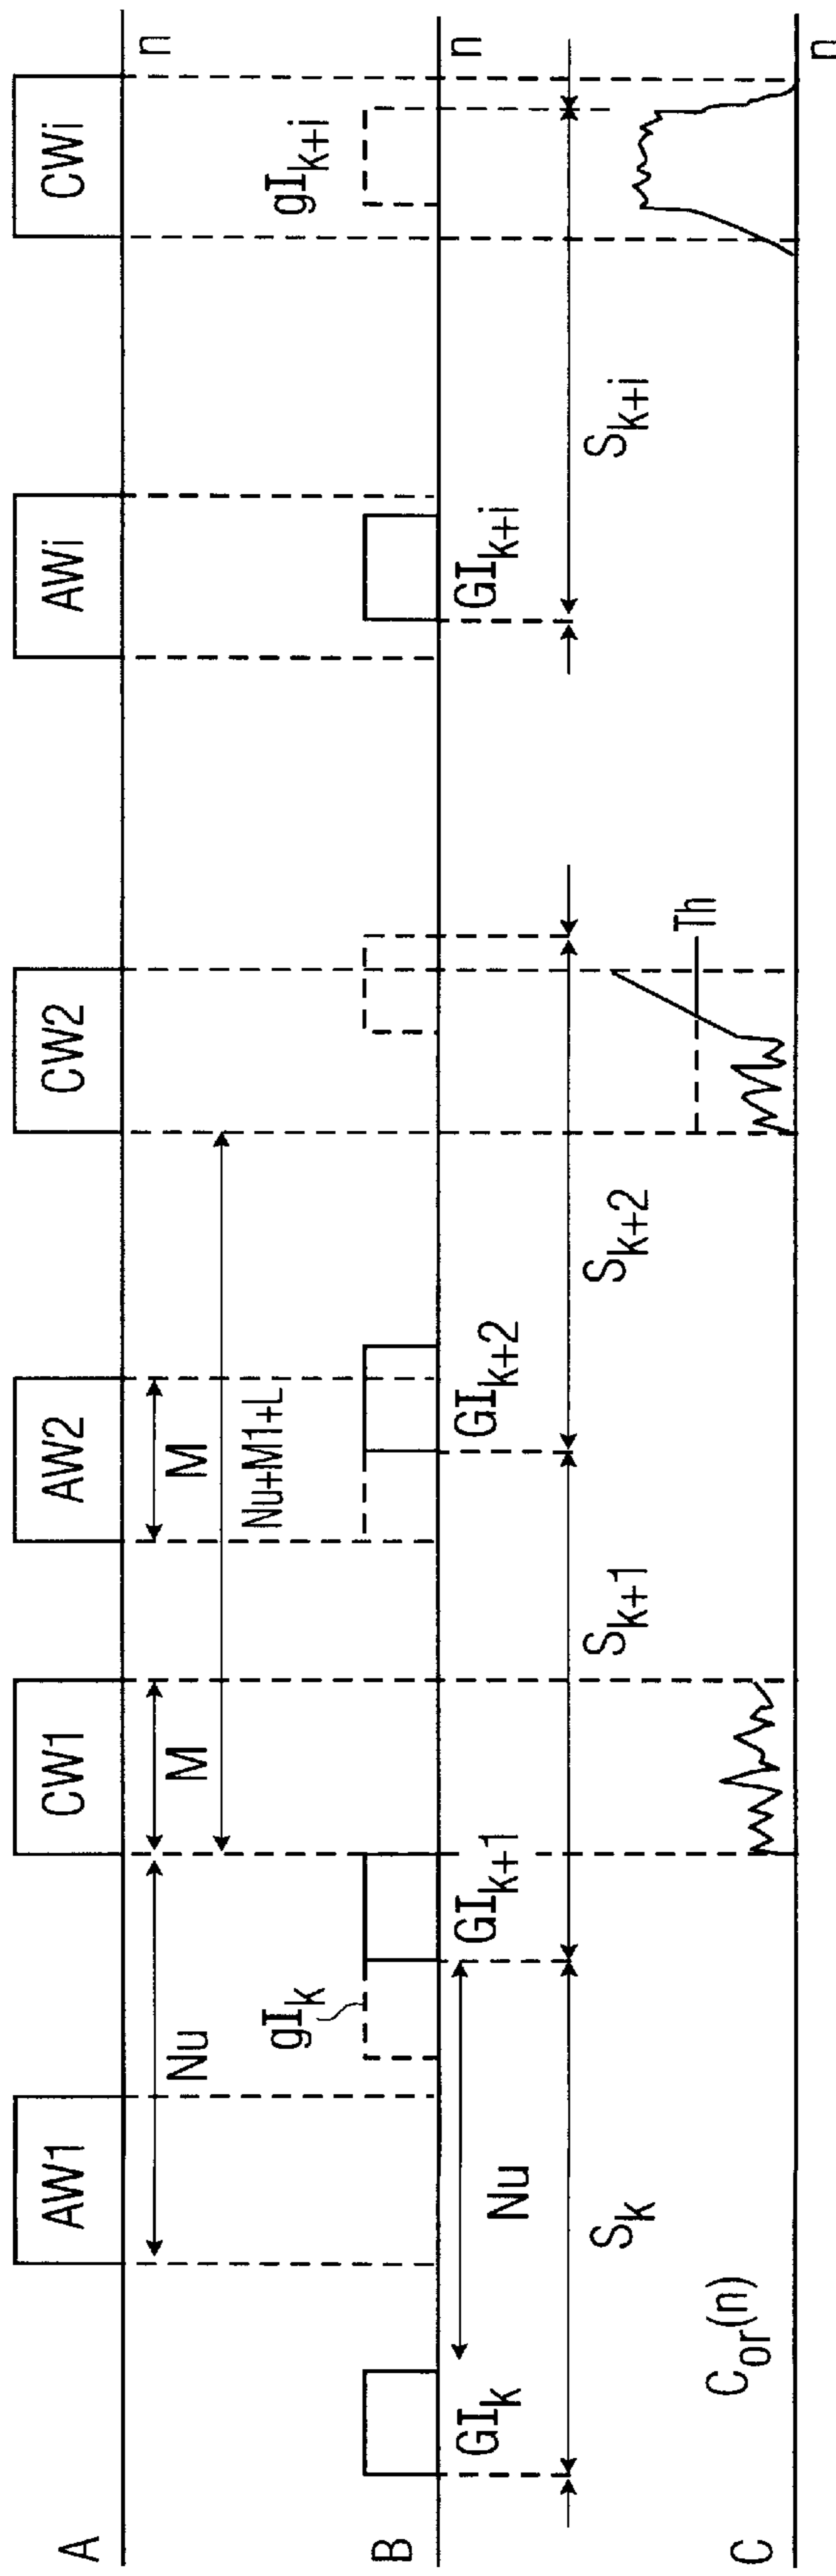 A
AW1
CW1
AW2
CW2
AWi
CWi
n
Nu
M
M
Nu+M1+L
B
GIk
gIk
GIk+1
GIk+2
GIk+i
gIk+i
n
Nu
Sk
Sk+1
Sk+2
Sk+i
C
Cor(n)
Th
n